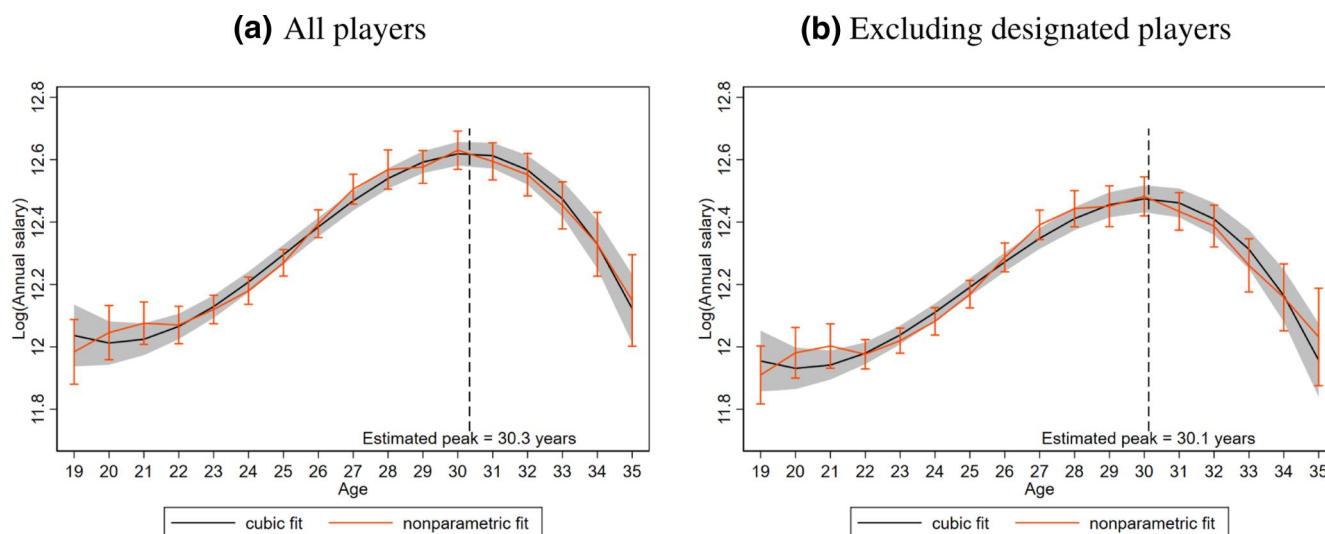 (a) All players
12.8
12.6
12.4
12.2
12
11.8
Log(Annual salary)
Estimated peak = 30.3 years
19 20 21 22 23 24 25 26 27 28 29 30 31 32 33 34 35
Age
cubic fit nonparametric fit
(b) Excluding designated players
12.8
12.6
12.4
12.2
12
11.8
Log(Annual salary)
Estimated peak = 30.1 years
19 20 21 22 23 24 25 26 27 28 29 30 31 32 33 34 35
Age
cubic fit nonparametric fit